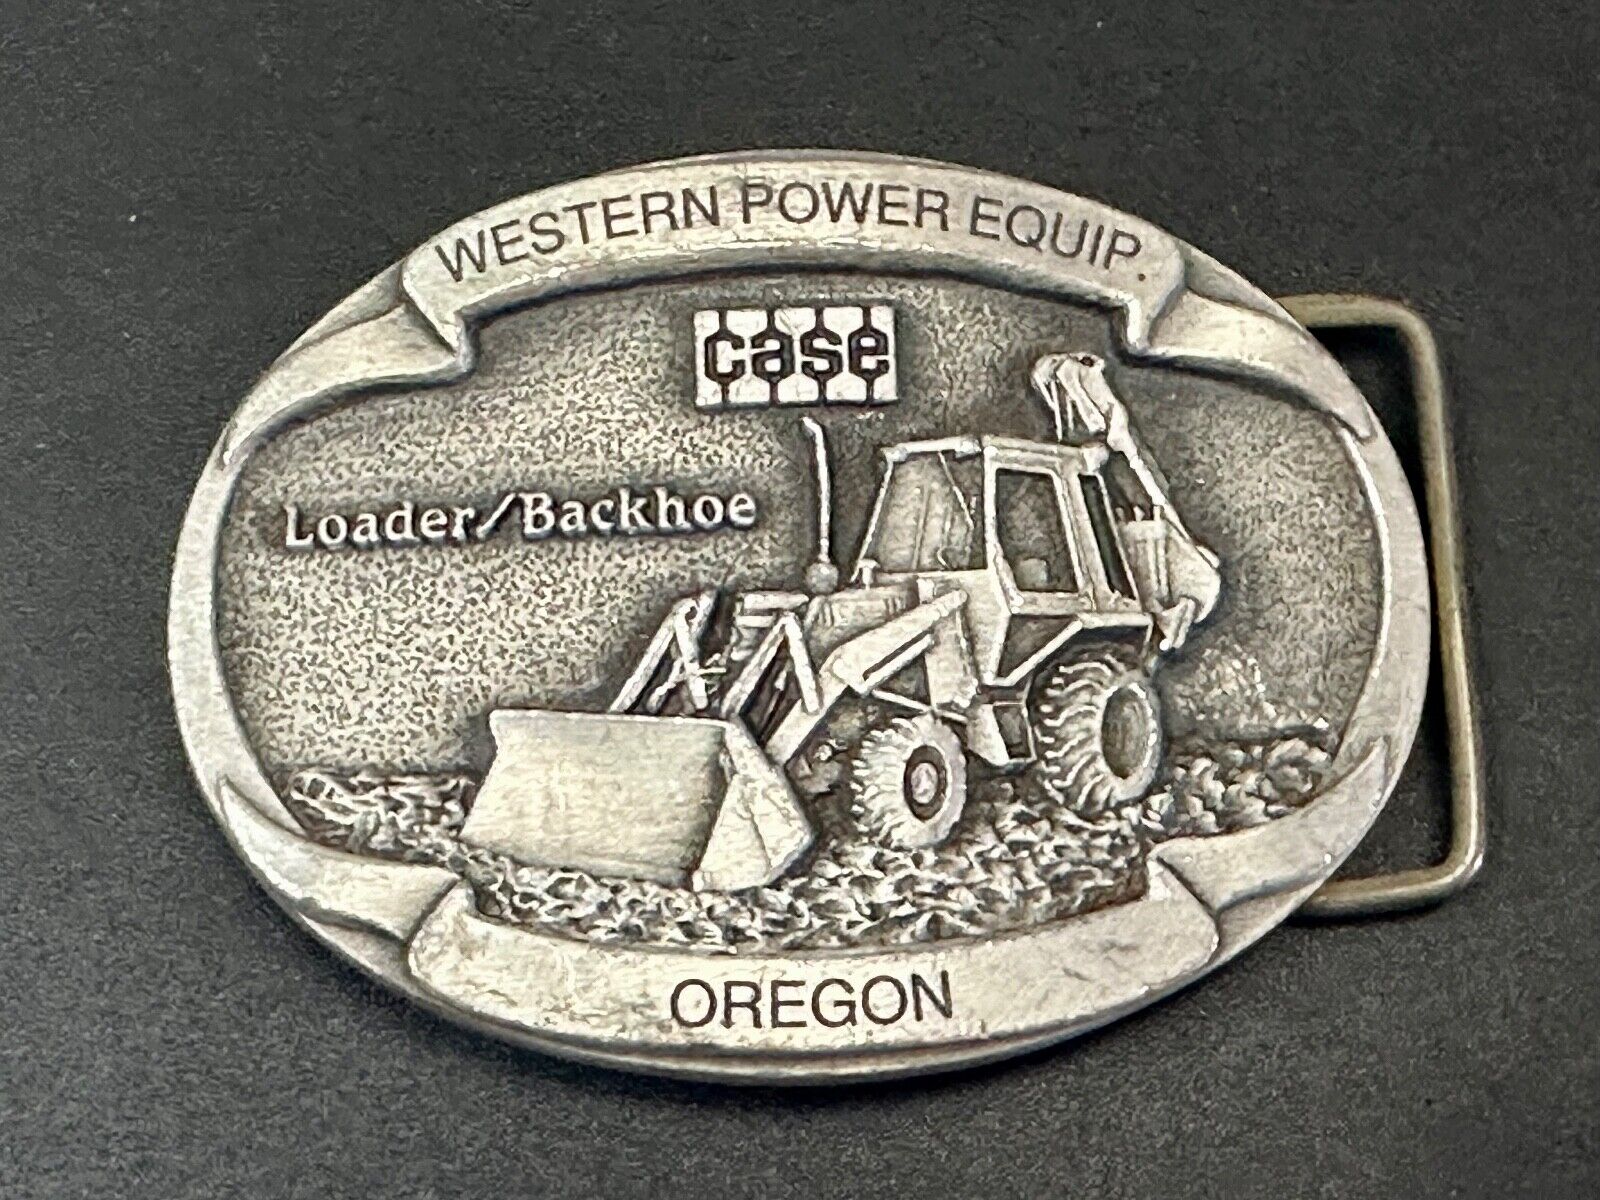 WESTERN POWER EQUIP.
case
Loader/Backhoe
OREGON